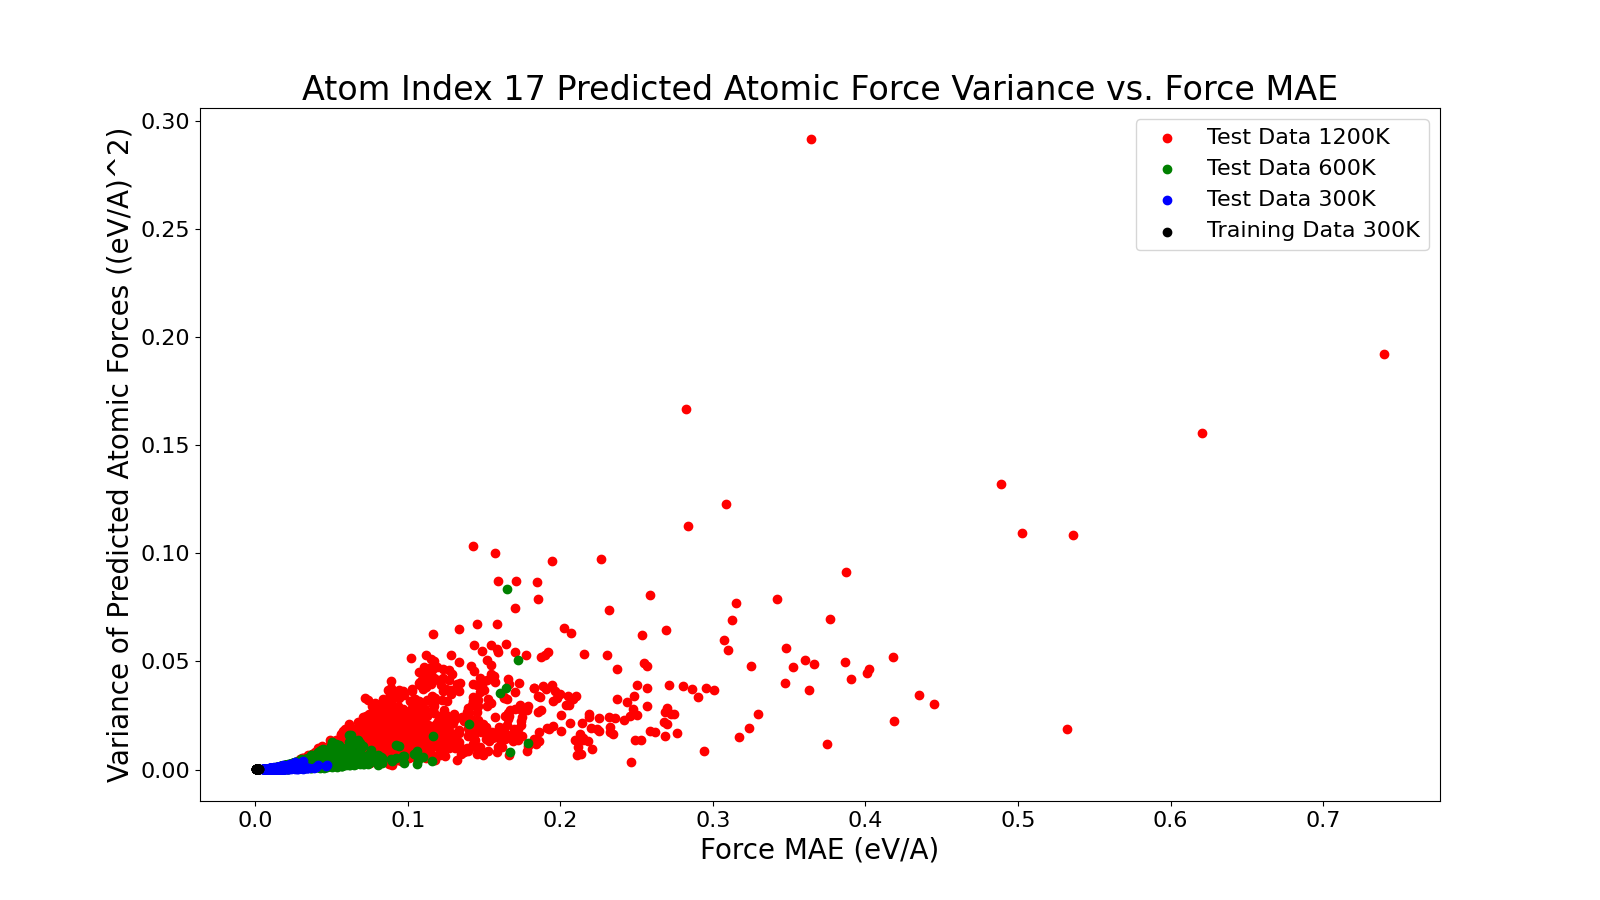 Atom Index 17 Predicted Atomic Force Variance vs. Force MAE
Variance of Predicted Atomic Forces ((eV/A)^2)
0.30
0.25
0.20
0.15
0.10
0.05
0.00
Test Data 1200K
Test Data 600K
Test Data 300K
Training Data 300K
0.0 0.1 0.2 0.3 0.4 0.5 0.6 0.7
Force MAE (eV/A)